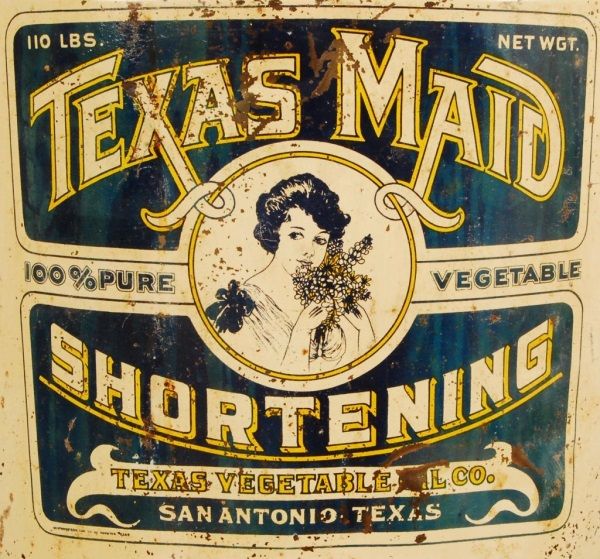 110 LBS. NET WGT.
TEXAS MAID
100% PURE VEGETABLE
SHORTENING
TEXAS VEGETABLE CO.
SAN ANTONIO · TEXAS